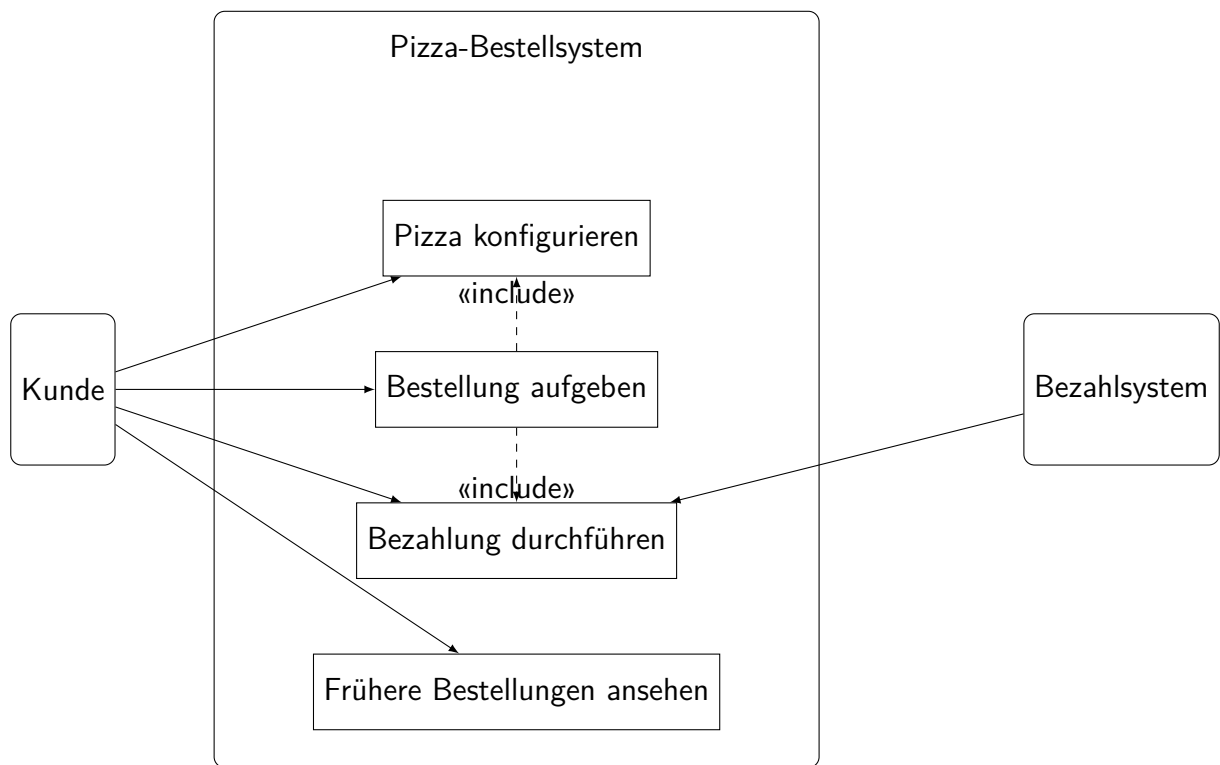 Pizza-Bestellsystem
Pizza konfigurieren
«include»
Kunde
Bestellung aufgeben
Bezahlsystem
«include»
Bezahlung durchführen
Frühere Bestellungen ansehen